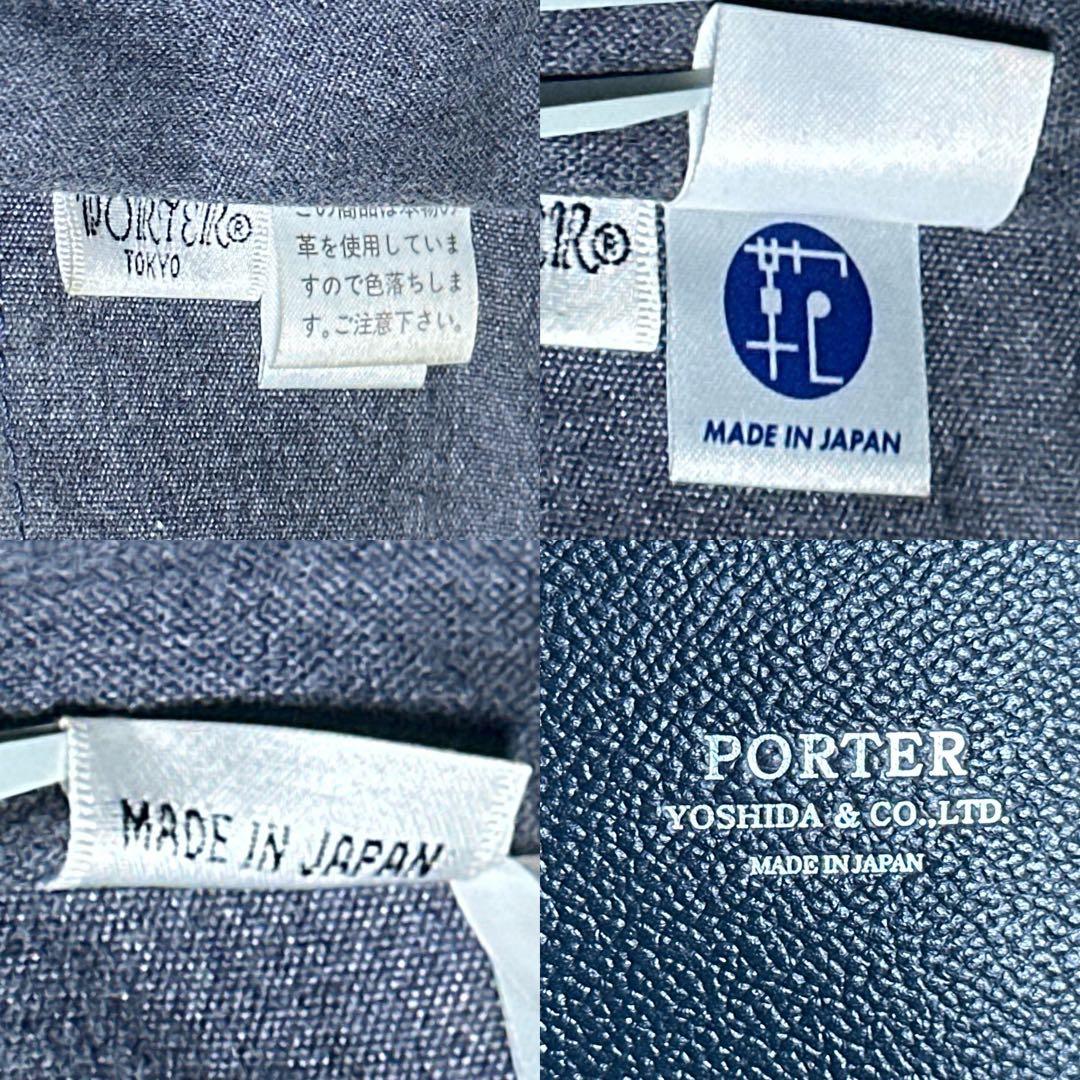 PORTER®
TOKYO
この商品は本物の
革を使用していま
すので色落ちしま
す。ご注意下さい。
ER®
MADE IN JAPAN
MADE IN JAPAN
PORTER
YOSHIDA & CO.,LTD.
MADE IN JAPAN